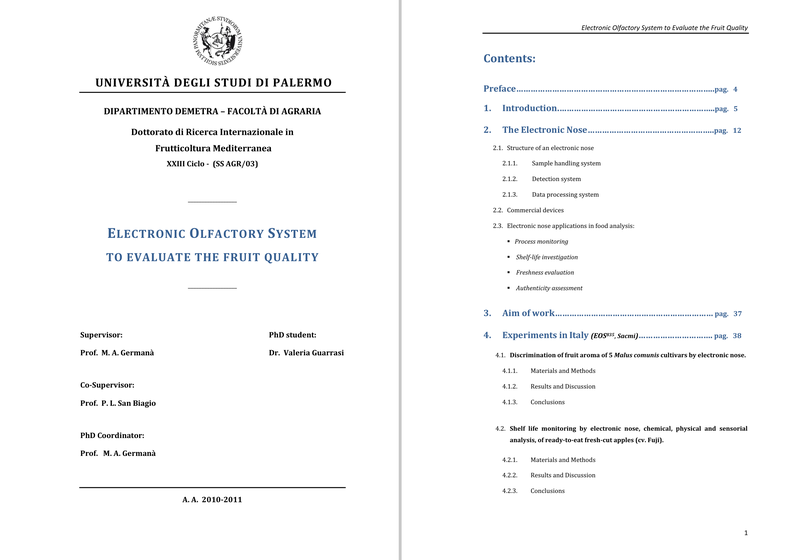 UNIVERSITÀ DEGLI STUDI DI PALERMO
DIPARTIMENTO DEMETRA – FACOLTÀ DI AGRARIA
Dottorato di Ricerca Internazionale in
Frutticoltura Mediterranea
XXIII Ciclo - (SS AGR/03)
ELECTRONIC OLFACTORY SYSTEM
TO EVALUATE THE FRUIT QUALITY
Supervisor: PhD student:
Prof. M. A. Germanà Dr. Valeria Guarrasi
Co-Supervisor:
Prof. P. L. San Biagio
PhD Coordinator:
Prof. M. A. Germanà
A. A. 2010-2011
Electronic Olfactory System to Evaluate the Fruit Quality
Contents:
Preface……………………………………………………………pag. 4
1. Introduction……………………………………………………pag. 5
2. The Electronic Nose……………………………………………pag. 12
2.1. Structure of an electronic nose
2.1.1. Sample handling system
2.1.2. Detection system
2.1.3. Data processing system
2.2. Commercial devices
2.3. Electronic nose applications in food analysis:
▪ Process monitoring
▪ Shelf-life investigation
▪ Freshness evaluation
▪ Authenticity assessment
3. Aim of work…………………………………………………… pag. 37
4. Experiments in Italy (EOS835, Sacmi)………………………… pag. 38
4.1. Discrimination of fruit aroma of 5 Malus comunis cultivars by electronic nose.
4.1.1. Materials and Methods
4.1.2. Results and Discussion
4.1.3. Conclusions
4.2. Shelf life monitoring by electronic nose, chemical, physical and sensorial
analysis, of ready-to-eat fresh-cut apples (cv. Fuji).
4.2.1. Materials and Methods
4.2.2. Results and Discussion
4.2.3. Conclusions
1